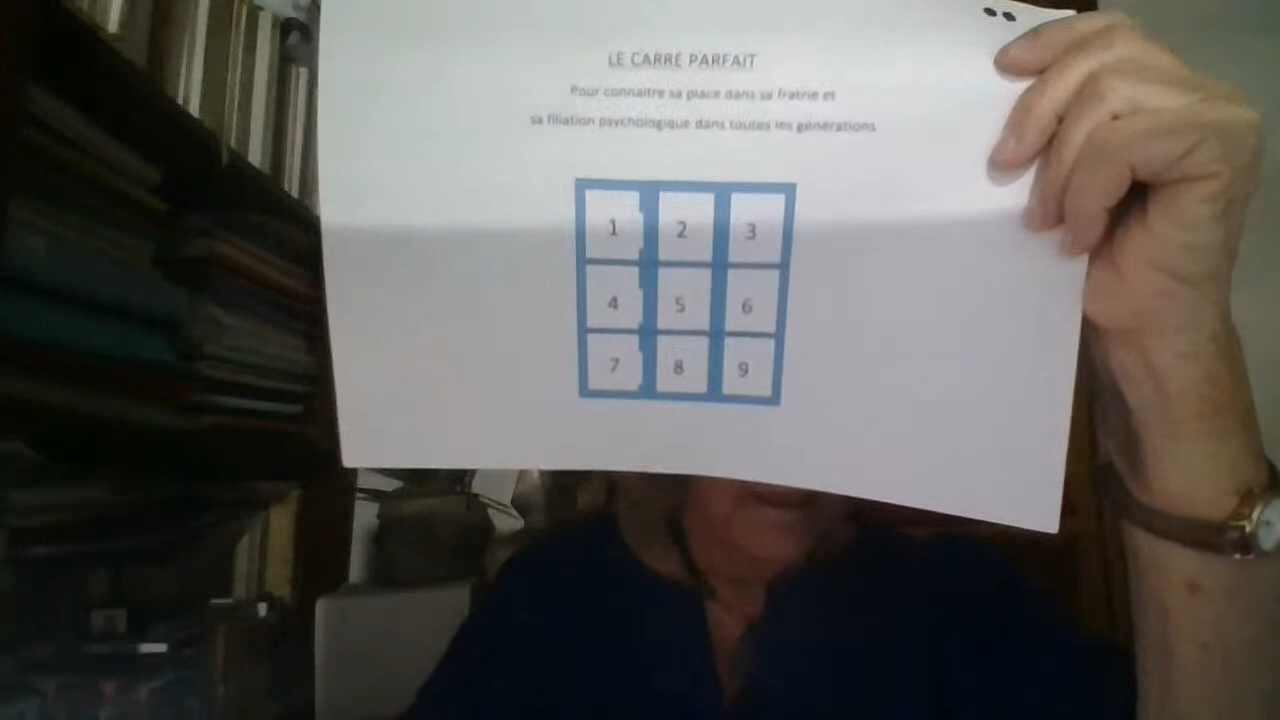 LE CARRE PARFAIT
Pour connaitre sa place dans sa fratrie et
sa filiation psychologique dans toutes les générations
1 2 3
4 5 6
7 8 9